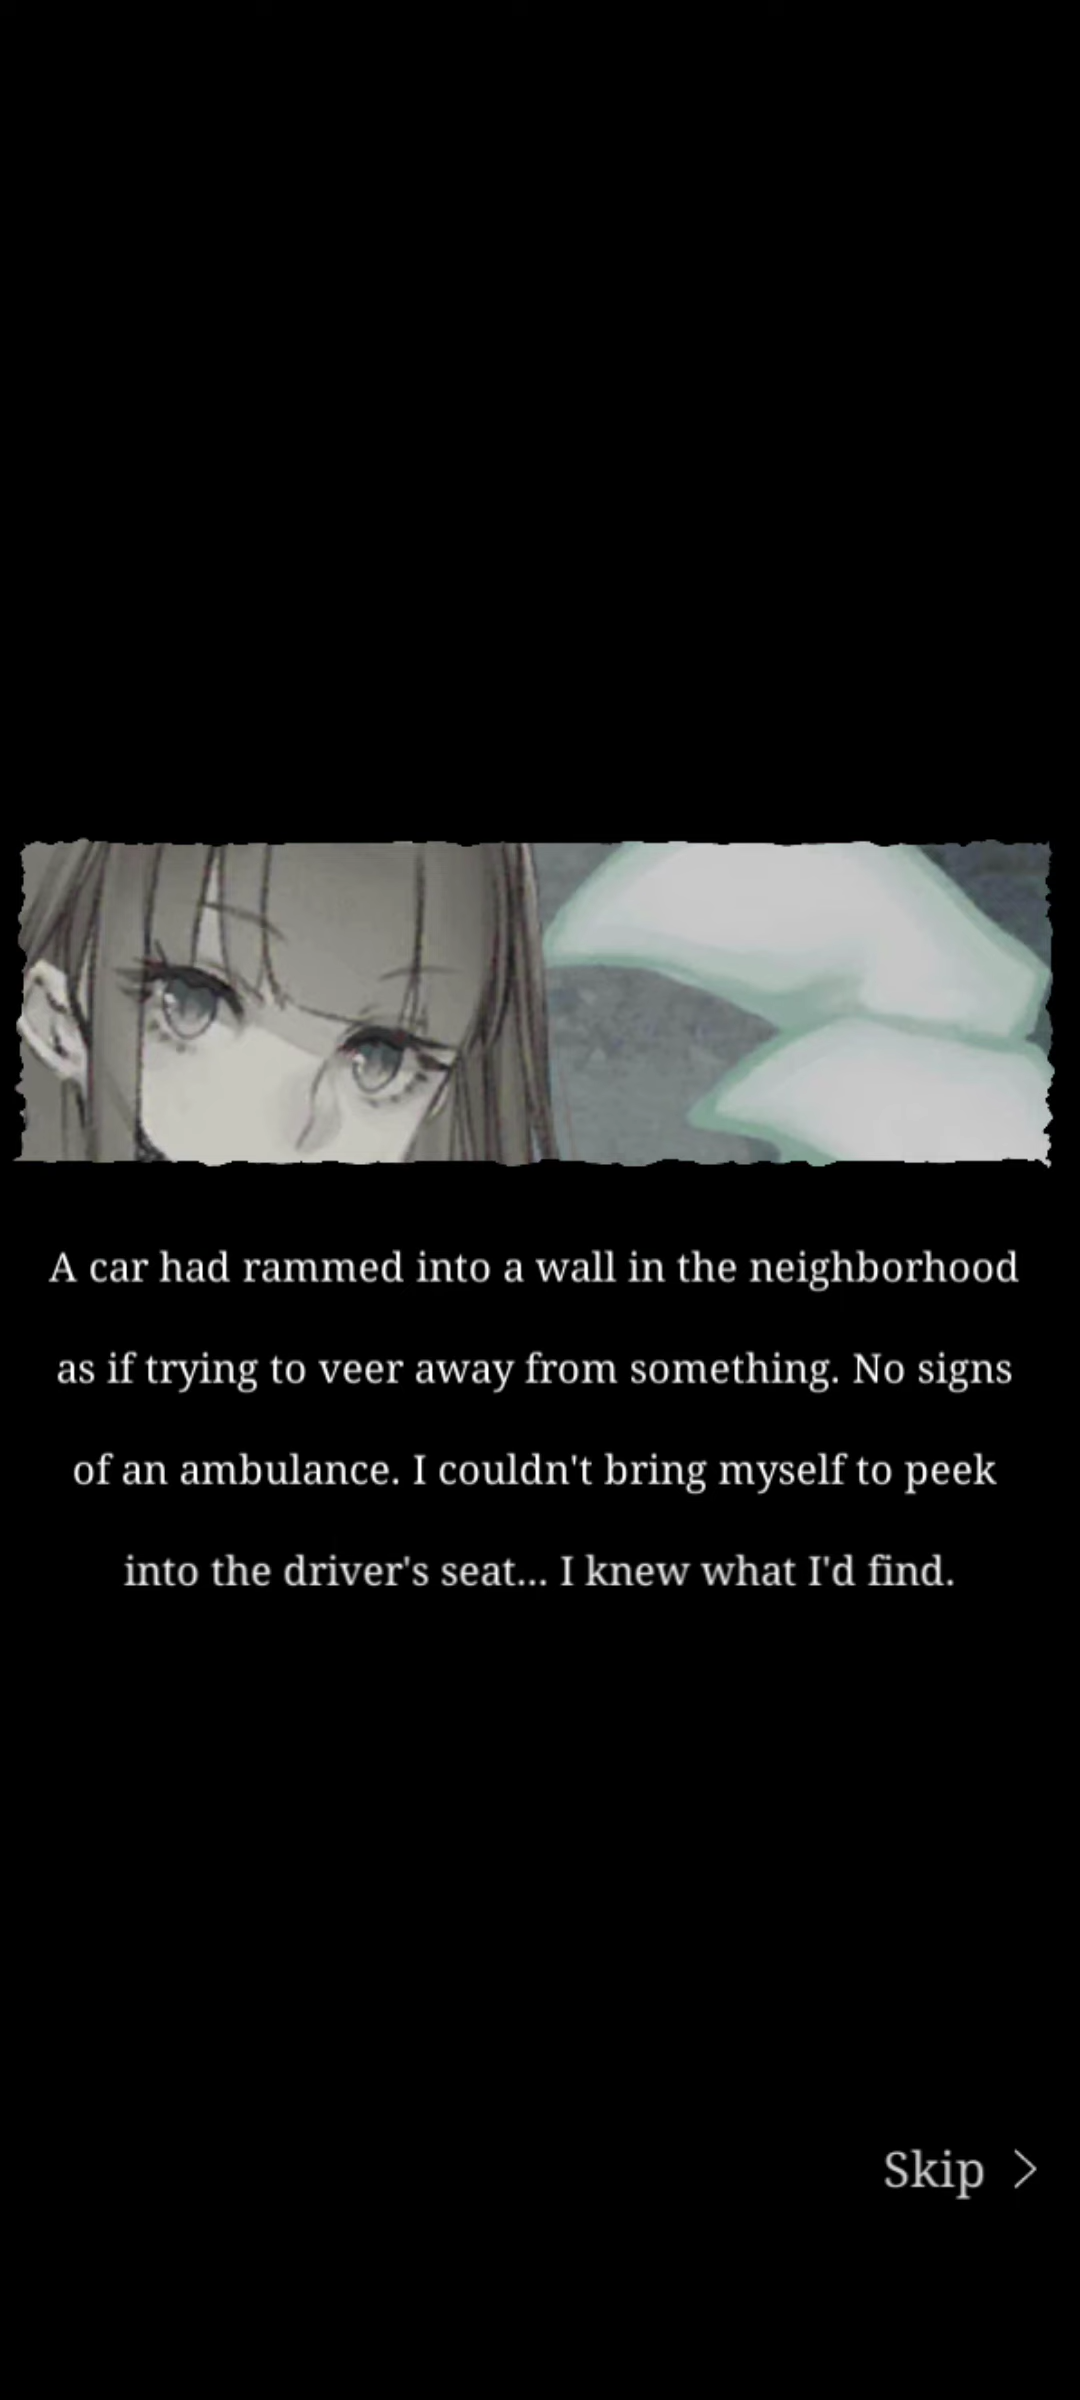 A car had rammed into a wall in the neighborhood
as if trying to veer away from something. No signs
of an ambulance. I couldn't bring myself to peek
into the driver's seat... I knew what I'd find.
Skip >